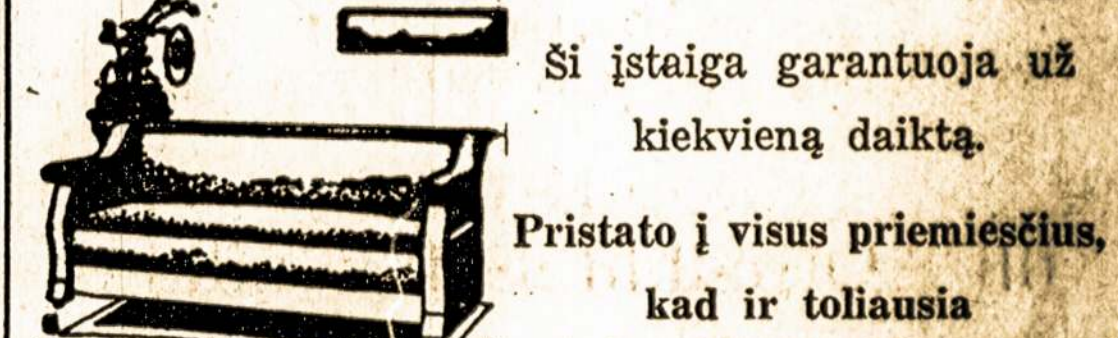 Ši įstaiga garantuoja už
kiekvieną daiktą.
Pristato į visus priemiesčius,
kad ir toliausia